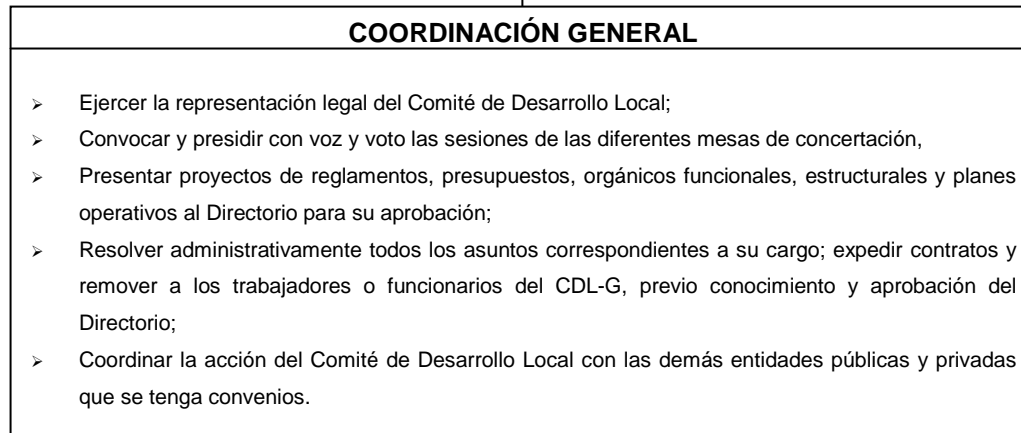 COORDINACIÓN GENERAL
➢ Ejercer la representación legal del Comité de Desarrollo Local;
➢ Convocar y presidir con voz y voto las sesiones de las diferentes mesas de concertación,
➢ Presentar proyectos de reglamentos, presupuestos, orgánicos funcionales, estructurales y planes
operativos al Directorio para su aprobación;
➢ Resolver administrativamente todos los asuntos correspondientes a su cargo; expedir contratos y
remover a los trabajadores o funcionarios del CDL-G, previo conocimiento y aprobación del
Directorio;
➢ Coordinar la acción del Comité de Desarrollo Local con las demás entidades públicas y privadas
que se tenga convenios.